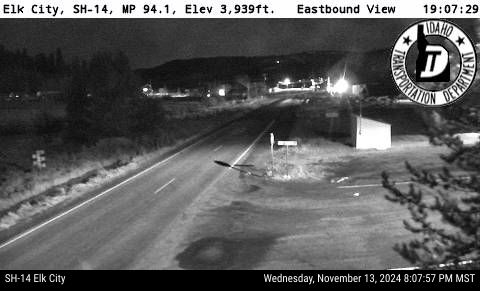 Elk City, SH-14, MP 94.1, Elev 3,939ft.   Eastbound View   19:07:29
IDAHO
TRANSPORTATION DEPARTMENT
SH-14 Elk City   Wednesday, November 13, 2024 8:07:57 PM MST